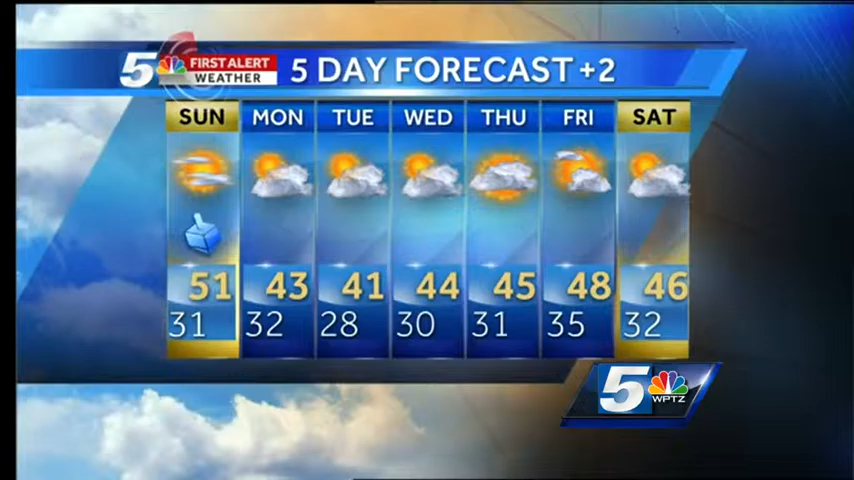 5 FIRST ALERT
WEATHER
5 DAY FORECAST +2
SUN MON TUE WED THU FRI SAT
51 43 41 44 45 48 46
31 32 28 30 31 35 32
5
WPTZ